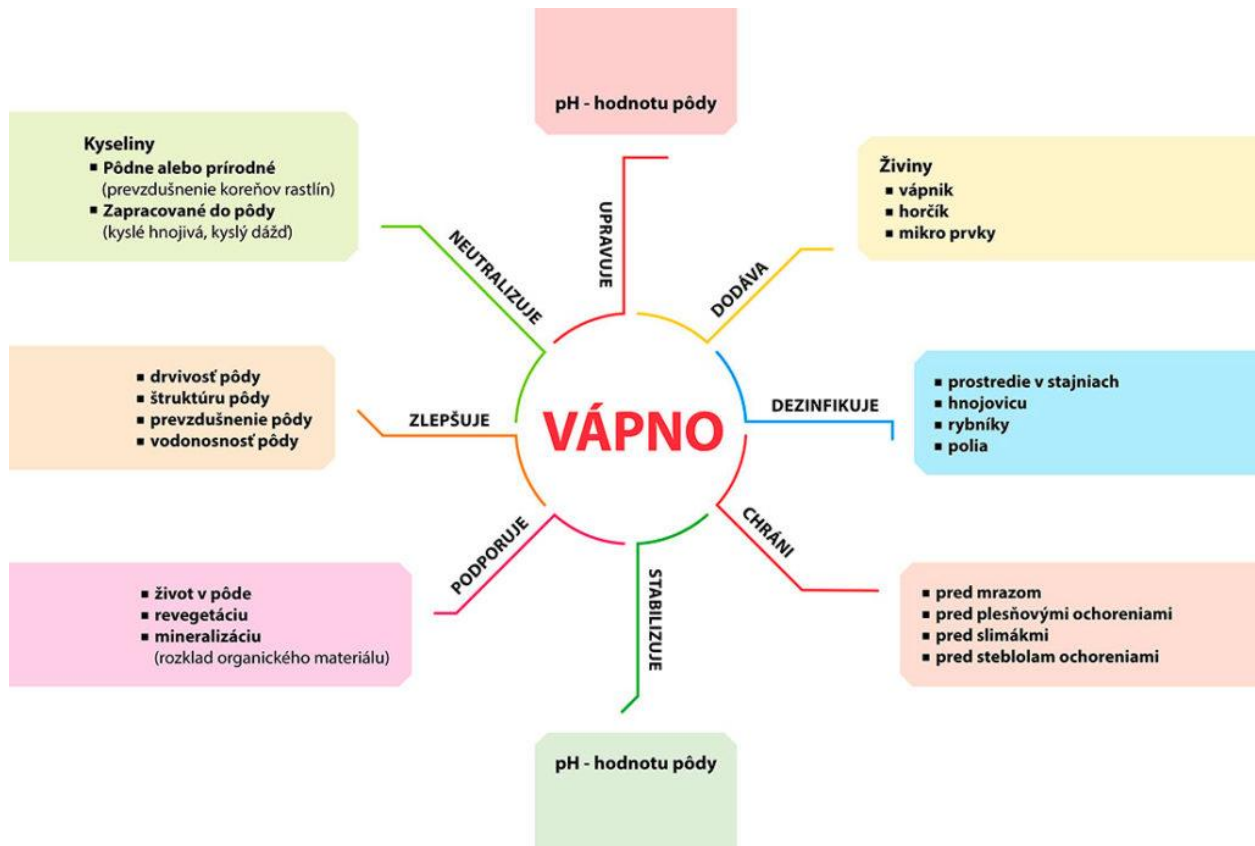 pH - hodnotu pôdy
UPRAVUJE
Kyseliny
▪ Pôdne alebo prírodné
(prevzdušnenie koreňov rastlín)
▪ Zapracované do pôdy
(kyslé hnojivá, kyslý dážď)
NEUTRALIZUJE
Živiny
▪ vápnik
▪ horčík
▪ mikro prvky
DODÁVA
▪ drvivosť pôdy
▪ štruktúru pôdy
▪ prevzdušnenie pôdy
▪ vodonosnosť pôdy
ZLEPŠUJE
VÁPNO
DEZINFIKUJE
▪ prostredie v stajniach
▪ hnojovicu
▪ rybníky
▪ polia
▪ život v pôde
▪ revegetáciu
▪ mineralizáciu
(rozklad organického materiálu)
PODPORUJE
STABILIZUJE
CHRÁNI
▪ pred mrazom
▪ pred plesňovými ochoreniami
▪ pred slimákmi
▪ pred steblolam ochoreniami
pH - hodnotu pôdy